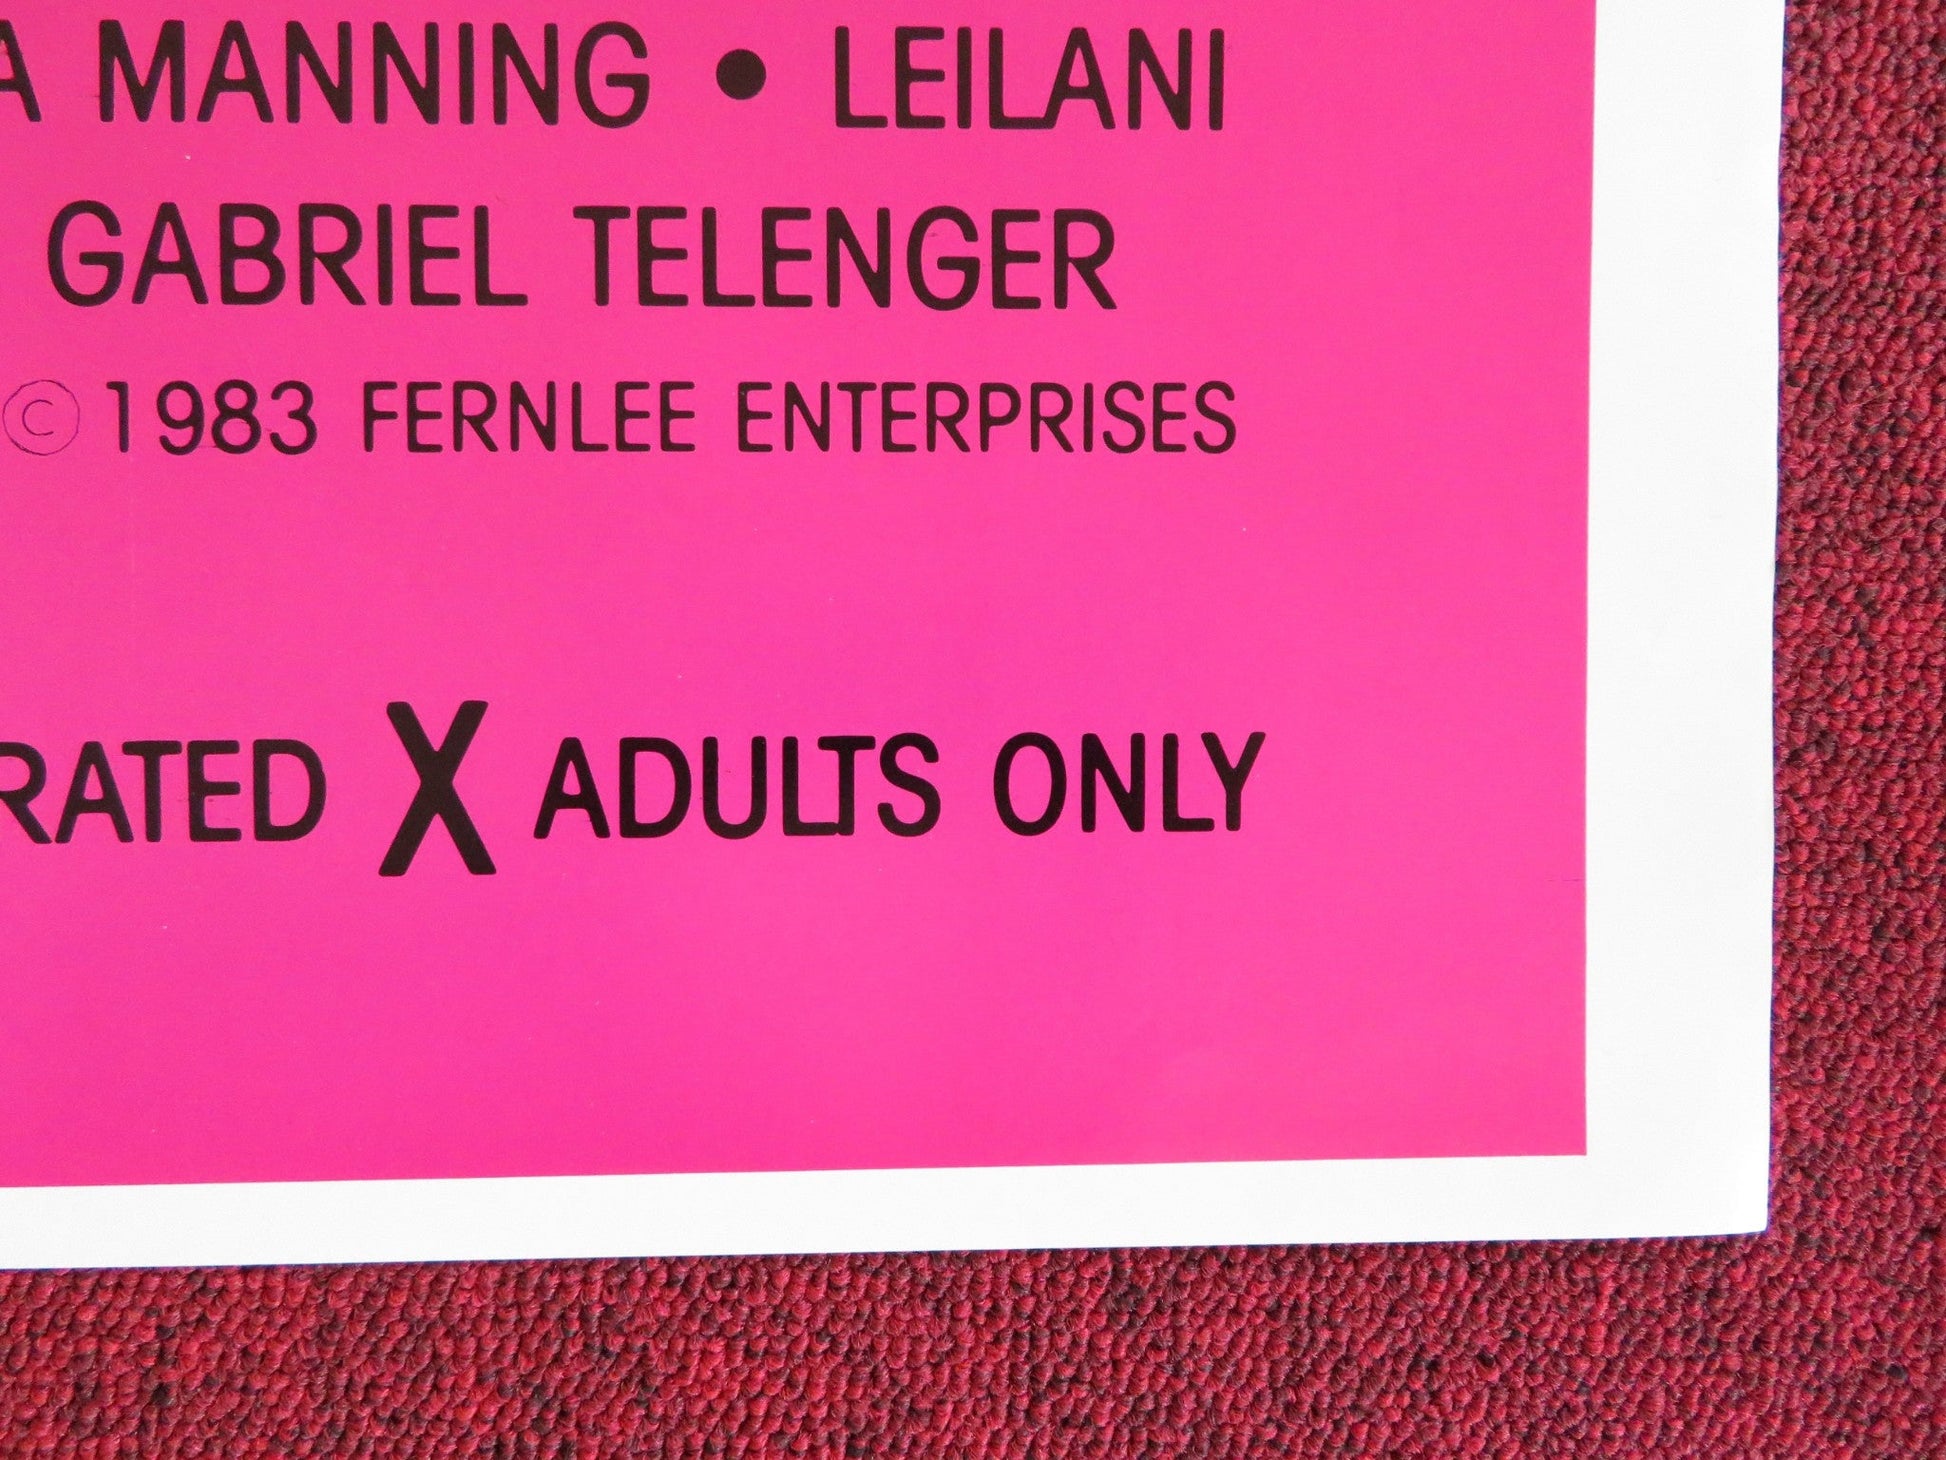 A MANNING • LEILANI
GABRIEL TELENGER
© 1983 FERNLEE ENTERPRISES
RATED X ADULTS ONLY